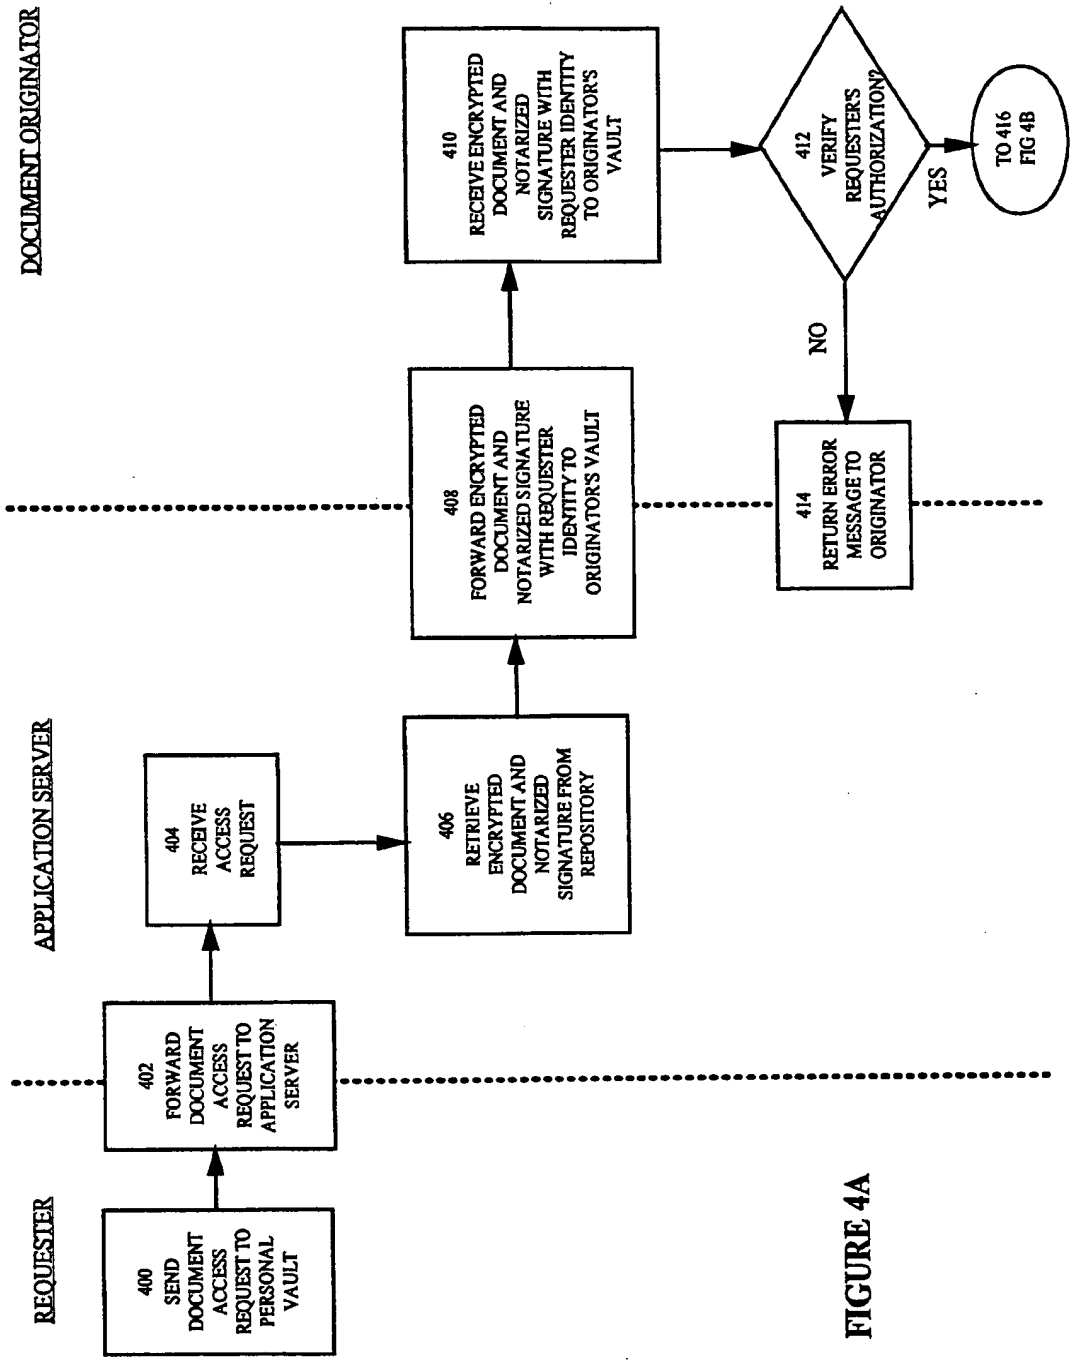 REQUESTER
APPLICATION SERVER
DOCUMENT ORIGINATOR
400
SEND
DOCUMENT
ACCESS
REQUEST TO
PERSONAL
VAULT
402
FORWARD
DOCUMENT
ACCESS
REQUEST TO
APPLICATION
SERVER
404
RECEIVE
ACCESS
REQUEST
406
RETRIEVE
ENCRYPTED
DOCUMENT AND
NOTARIZED
SIGNATURE FROM
REPOSITORY
408
FORWARD ENCRYPTED
DOCUMENT AND
NOTARIZED SIGNATURE
WITH REQUESTER
IDENTITY TO
ORIGINATOR'S VAULT
410
RECEIVE ENCRYPTED
DOCUMENT AND
NOTARIZED
SIGNATURE WITH
REQUESTER IDENTITY
TO ORIGINATOR'S
VAULT
412
VERIFY
REQUESTER'S
AUTHORIZATION?
NO
YES
414
RETURN ERROR
MESSAGE TO
ORIGINATOR
TO 416
FIG 4B
FIGURE 4A